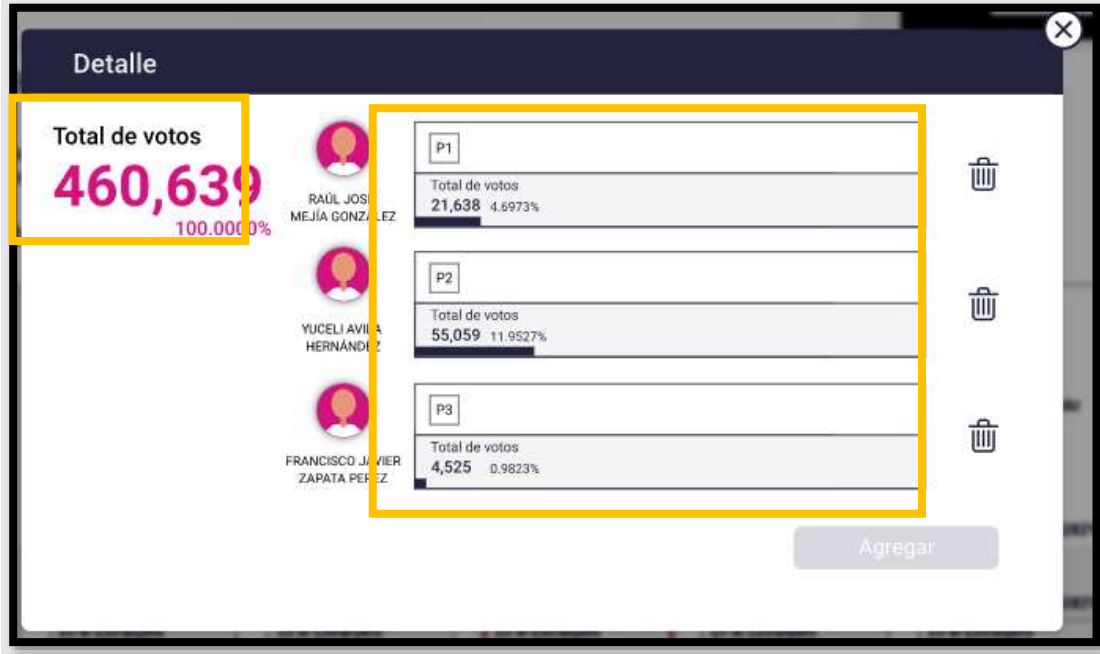 Detalle
Total de votos
460,639
100.0000%
RAÚL JOSÉ
MEJÍA GONZÁLEZ
P1
Total de votos
21,638 4.6973%
YUCELI AVILA
HERNÁNDEZ
P2
Total de votos
55,059 11.9527%
FRANCISCO JAVIER
ZAPATA PEREZ
P3
Total de votos
4,525 0.9823%
Agregar